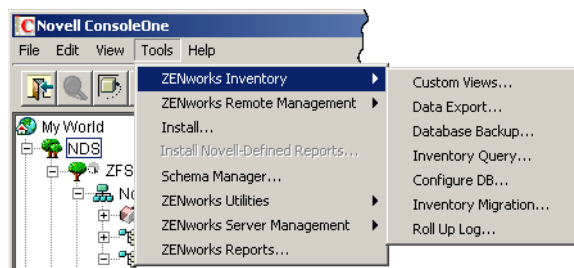 Novell ConsoleOne
File Edit View Tools Help
ZENworks Inventory
ZENworks Remote Management
Install...
Install Novell-Defined Reports...
Schema Manager...
ZENworks Utilities
ZENworks Server Management
ZENworks Reports...
Custom Views...
Data Export...
Database Backup...
Inventory Query...
Configure DB...
Inventory Migration...
Roll Up Log...
My World
NDS
ZFS